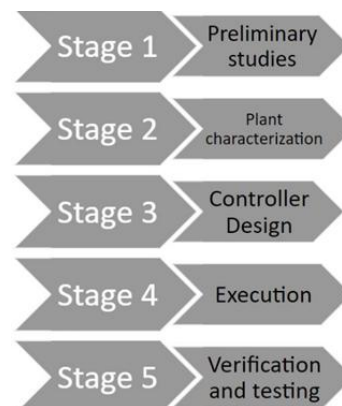 Stage 1
Preliminary
studies
Stage 2
Plant
characterization
Stage 3
Controller
Design
Stage 4
Execution
Stage 5
Verification
and testing